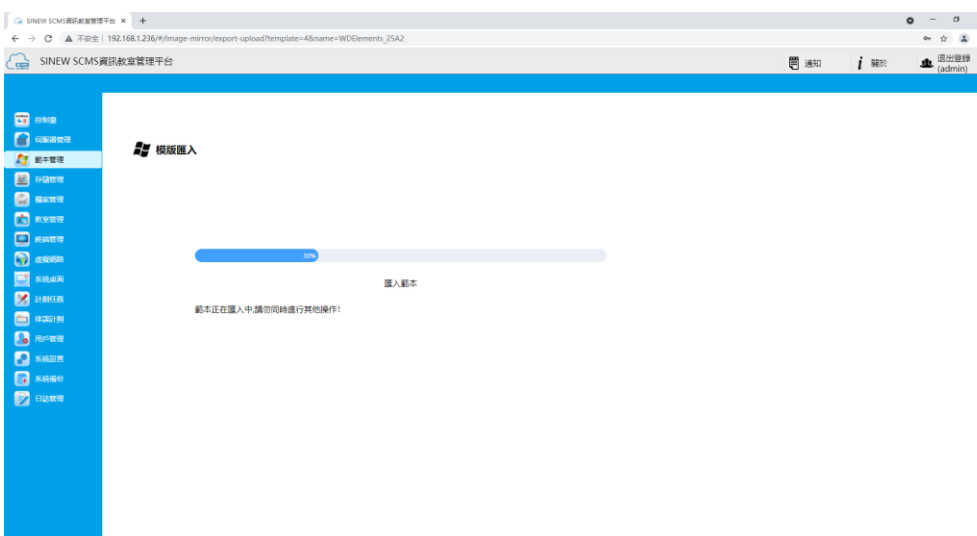 SINEW SCMS資訊教室管理平台
不安全 | 192.168.1.236/#/image-mirror/export-upload?template=4&name=WDElements_25A2
SINEW SCMS資訊教室管理平台
通知
關於
退出登錄
(admin)
控制臺
伺服器管理
範本管理
存儲管理
檔案管理
教室管理
終端管理
虛擬網路
系統桌面
計劃任務
排課計劃
用戶管理
系統設置
系統備份
日誌管理
模版匯入
30%
匯入範本
範本正在匯入中,請勿同時進行其他操作!